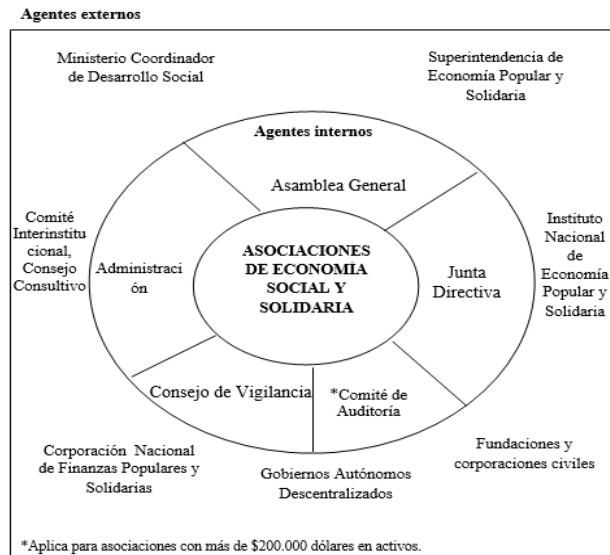 Agentes externos
Ministerio Coordinador
de Desarrollo Social
Superintendencia de
Economía Popular y
Solidaria
Agentes internos
Asamblea General
Comité
Interinstitu
cional,
Consejo
Consultivo
Administraci
ón
ASOCIACIONES
DE ECONOMÍA
SOCIAL Y
SOLIDARIA
Junta
Directiva
Instituto
Nacional
de
Economía
Popular y
Solidaria
Consejo de Vigilancia
*Comité de
Auditoría
Corporación Nacional
de Finanzas Populares y
Solidarias
Gobiernos Autónomos
Descentralizados
Fundaciones y
corporaciones civiles
*Aplica para asociaciones con más de $200.000 dólares en activos.